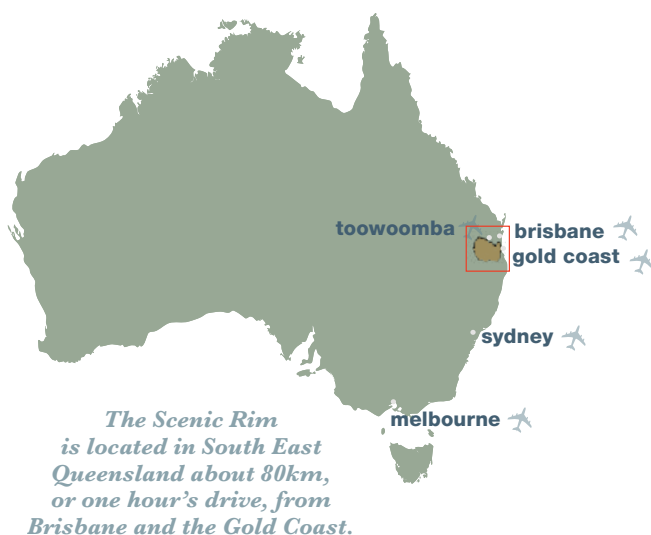 toowoomba
brisbane
gold coast
sydney
melbourne
The Scenic Rim
is located in South East
Queensland about 80km,
or one hour's drive, from
Brisbane and the Gold Coast.